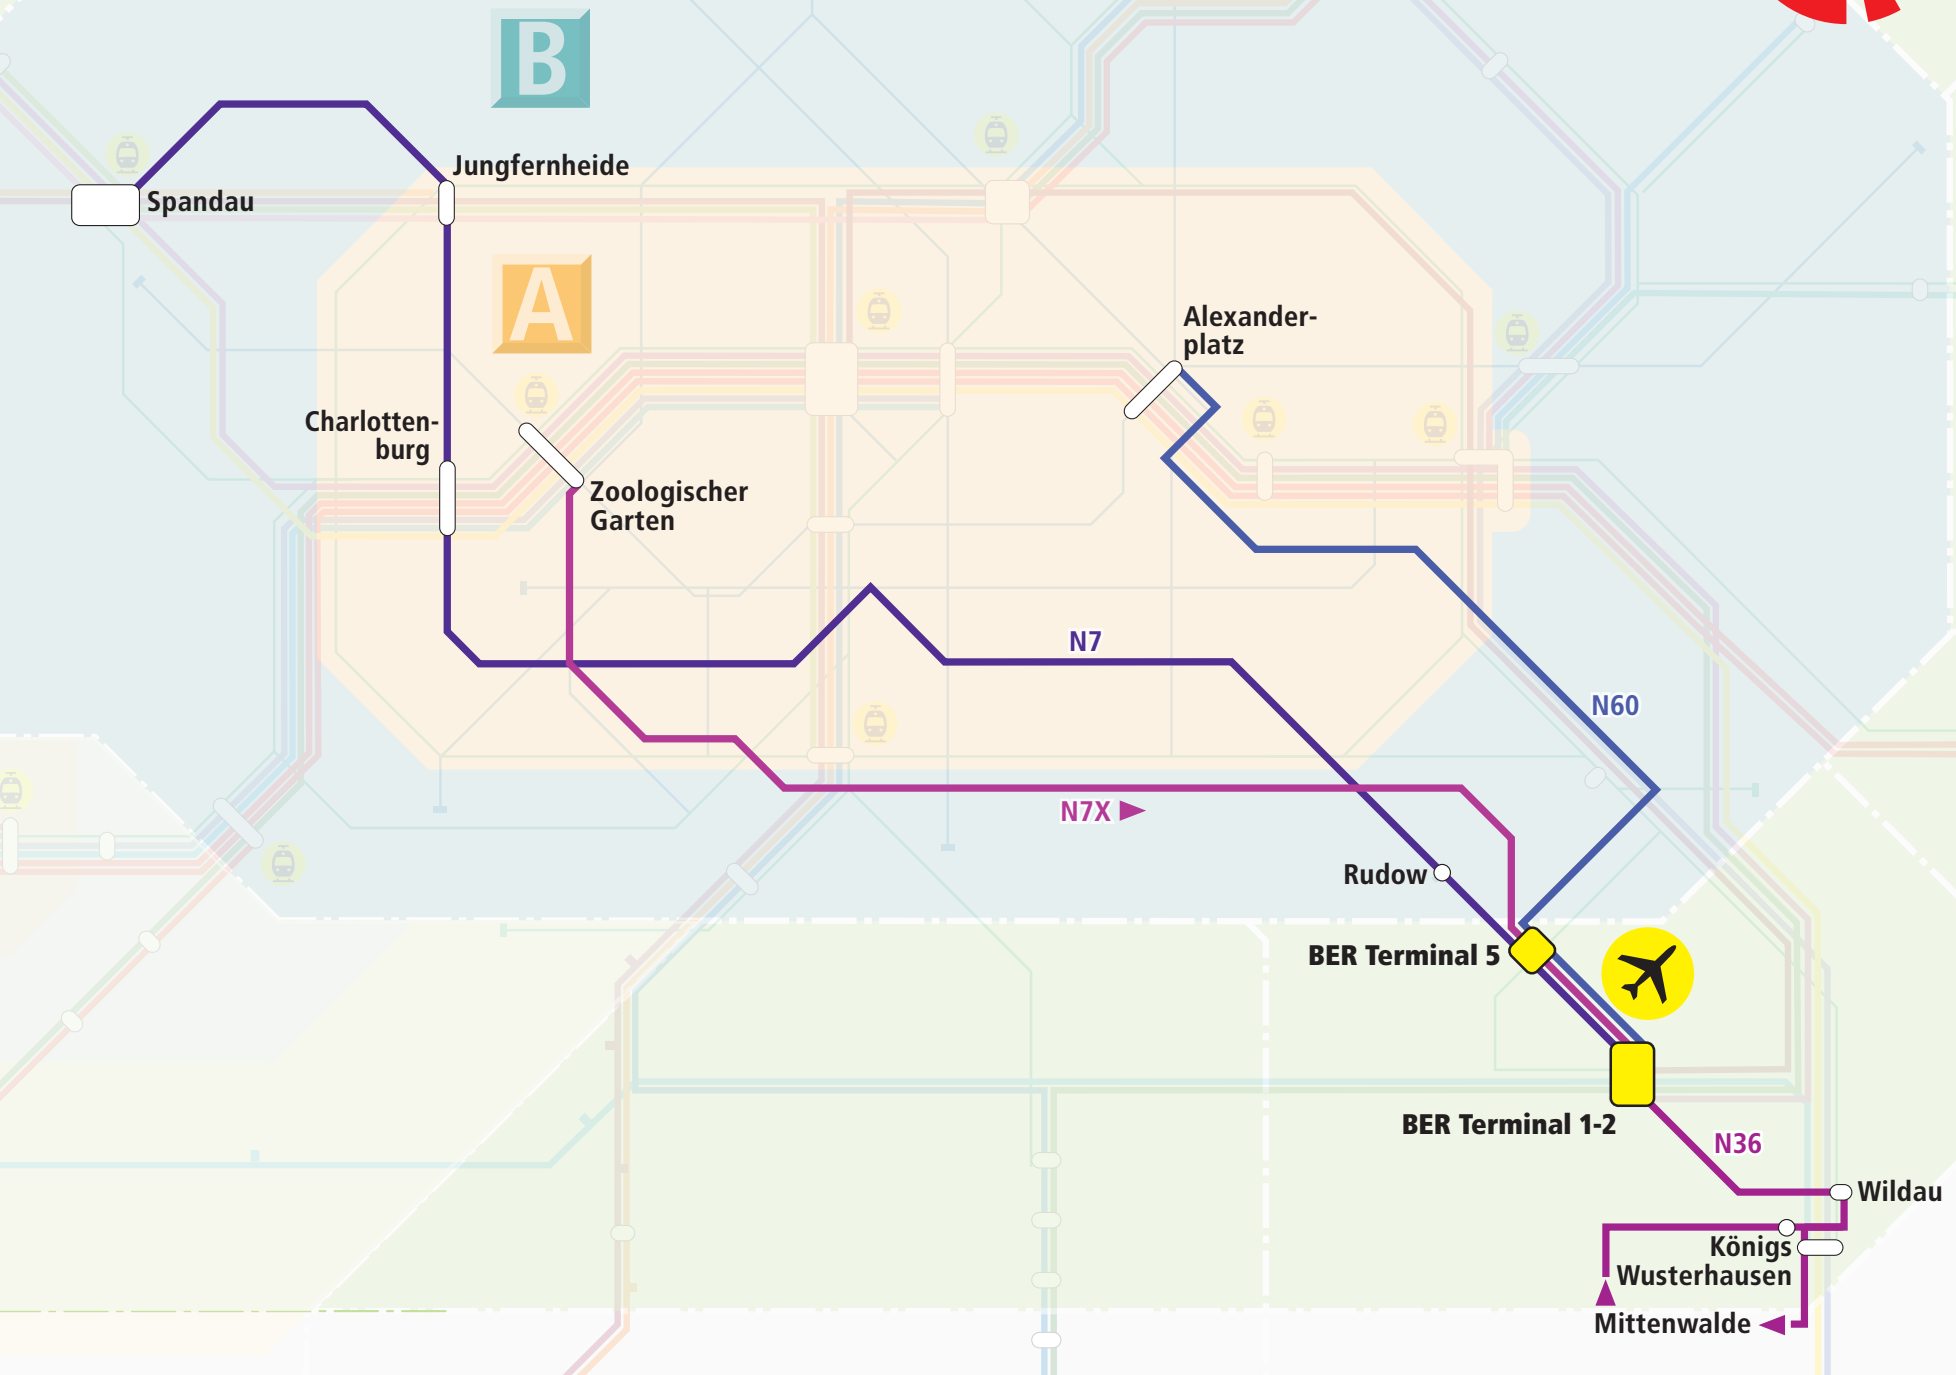 B
Jungfernheide
Spandau
A
Alexander-
platz
Charlotten-
burg
Zoologischer
Garten
N7
N60
N7X
Rudow
BER Terminal 5
BER Terminal 1-2
N36
Wildau
Königs
Wusterhausen
Mittenwalde